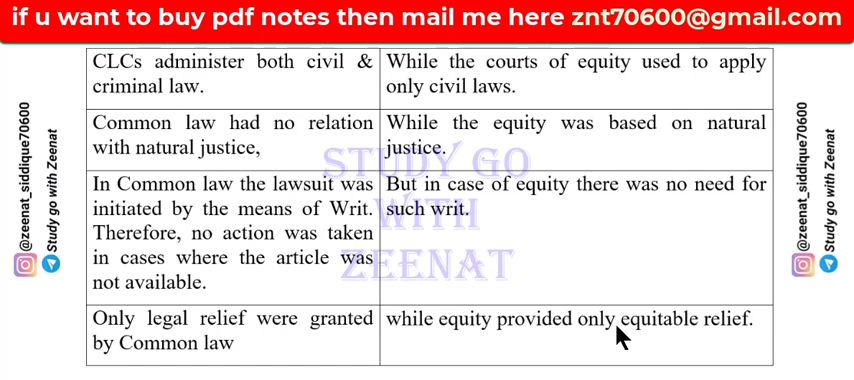 if u want to buy pdf notes then mail me here znt70600@gmail.com
CLCs administer both civil &
criminal law.
While the courts of equity used to apply
only civil laws.
Common law had no relation
with natural justice,
While the equity was based on natural
justice.
In Common law the lawsuit was
initiated by the means of Writ.
Therefore, no action was taken
in cases where the article was
not available.
But in case of equity there was no need for
such writ.
Only legal relief were granted
by Common law
while equity provided only equitable relief.
STUDY GO
WITH
ZEENAT
@zeenat_siddique70600
Study go with Zeenat
@zeenat_siddique70600
Study go with Zeenat